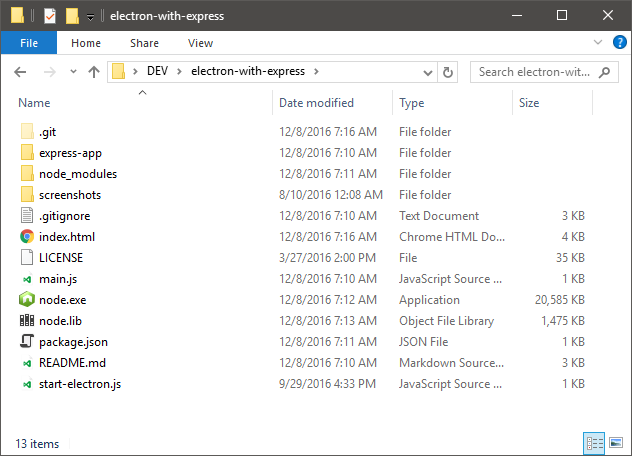 electron-with-express
File Home Share View
DEV electron-with-express Search electron-wit...
Name Date modified Type Size
.git 12/8/2016 7:16 AM File folder
express-app 12/8/2016 7:10 AM File folder
node_modules 12/8/2016 7:11 AM File folder
screenshots 8/10/2016 12:08 AM File folder
.gitignore 12/8/2016 7:10 AM Text Document 3 KB
index.html 12/8/2016 7:16 AM Chrome HTML Do... 4 KB
LICENSE 3/27/2016 2:00 PM File 35 KB
main.js 12/8/2016 7:10 AM JavaScript Source ... 1 KB
node.exe 12/8/2016 7:12 AM Application 20,585 KB
node.lib 12/8/2016 7:13 AM Object File Library 1,475 KB
package.json 12/8/2016 7:11 AM JSON File 1 KB
README.md 12/8/2016 7:10 AM Markdown Source... 3 KB
start-electron.js 9/29/2016 4:33 PM JavaScript Source ... 1 KB
13 items